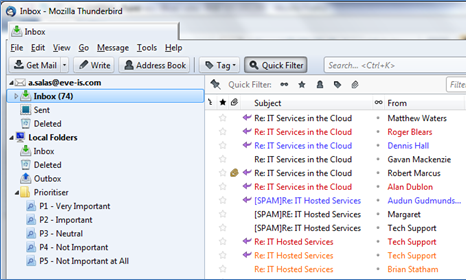 Inbox - Mozilla Thunderbird
Inbox
File Edit View Go Message Tools Help
Get Mail Write Address Book Tag Quick Filter Search... <Ctrl+K>
a.salas@eve-is.com
Inbox (74)
Sent
Deleted
Local Folders
Inbox
Deleted
Outbox
Prioritiser
P1 - Very Important
P2 - Important
P3 - Neutral
P4 - Not Important
P5 - Not Important at All
Quick Filter: Filter
Subject From
Re: IT Services in the Cloud Matthew Waters
Re: IT Services in the Cloud Roger Blears
Re: IT Services in the Cloud Dennis Hall
Re: IT Services in the Cloud Gavan Mackenzie
Re: IT Services in the Cloud Robert Marcus
Re: IT Services in the Cloud Alan Dublon
[SPAM]RE: IT Hosted Services Audun Gudmunds...
[SPAM]RE: IT Hosted Services Margaret
[SPAM]RE: IT Hosted Services Tech Support
Re: IT Hosted Services Tech Support
Re: IT Hosted Services Tech Support
Re: IT Hosted Services Brian Statham